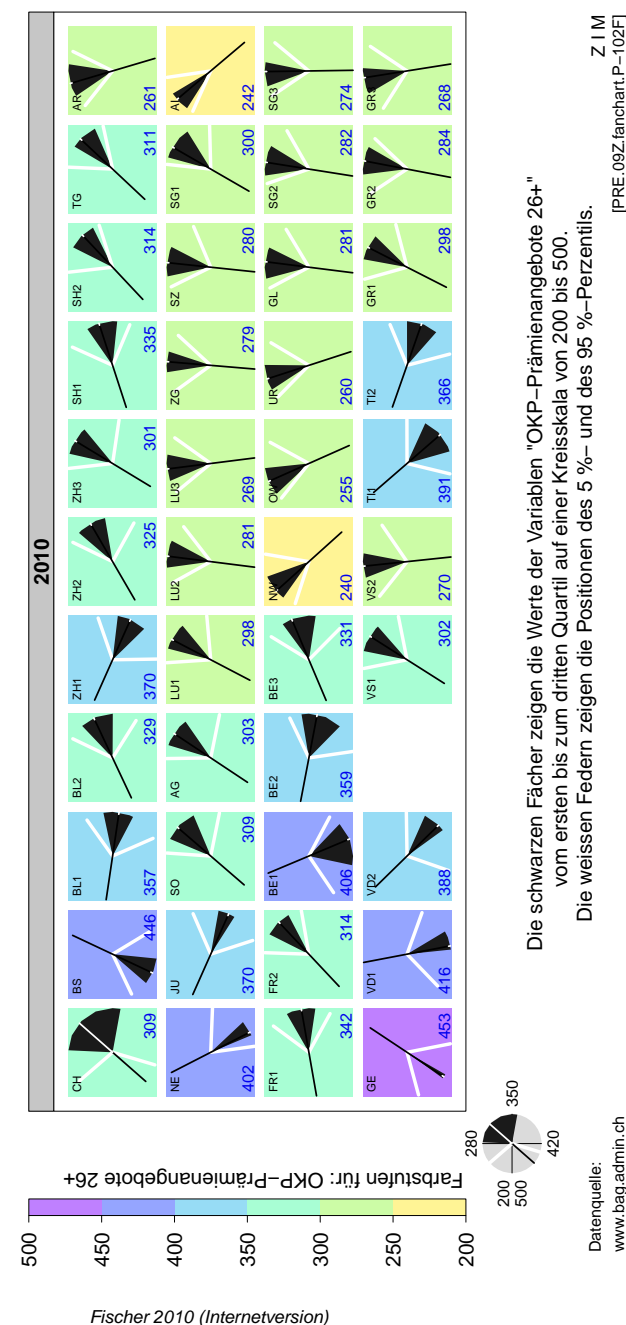 2010
CH
309
BS
446
BL1
357
BL2
329
ZH1
370
ZH2
325
ZH3
301
SH1
335
SH2
314
TG
311
AR
261
NE
402
JU
370
SO
309
AG
303
LU1
298
LU2
281
LU3
269
ZG
279
SZ
280
SG1
300
AI
242
FR1
342
FR2
314
BE1
406
BE2
359
BE3
331
NW
240
OW
255
UR
260
GL
281
SG2
282
SG3
274
GE
453
VD1
416
VD2
388
VS1
302
VS2
270
TI1
391
TI2
366
GR1
298
GR2
284
GR3
268
Farbstufen für: OKP−Prämienangebote 26+
500
450
400
350
300
250
200
280
350
420
200
500
Die schwarzen Fächer zeigen die Werte der Variablen "OKP−Prämienangebote 26+"
vom ersten bis zum dritten Quartil auf einer Kreisskala von 200 bis 500.
Die weissen Federn zeigen die Positionen des 5 %− und des 95 %−Perzentils.
Datenquelle:
www.bag.admin.ch
Z I M
[PRE.09Z.fanchart.P−102F]
Fischer 2010 (Internetversion)